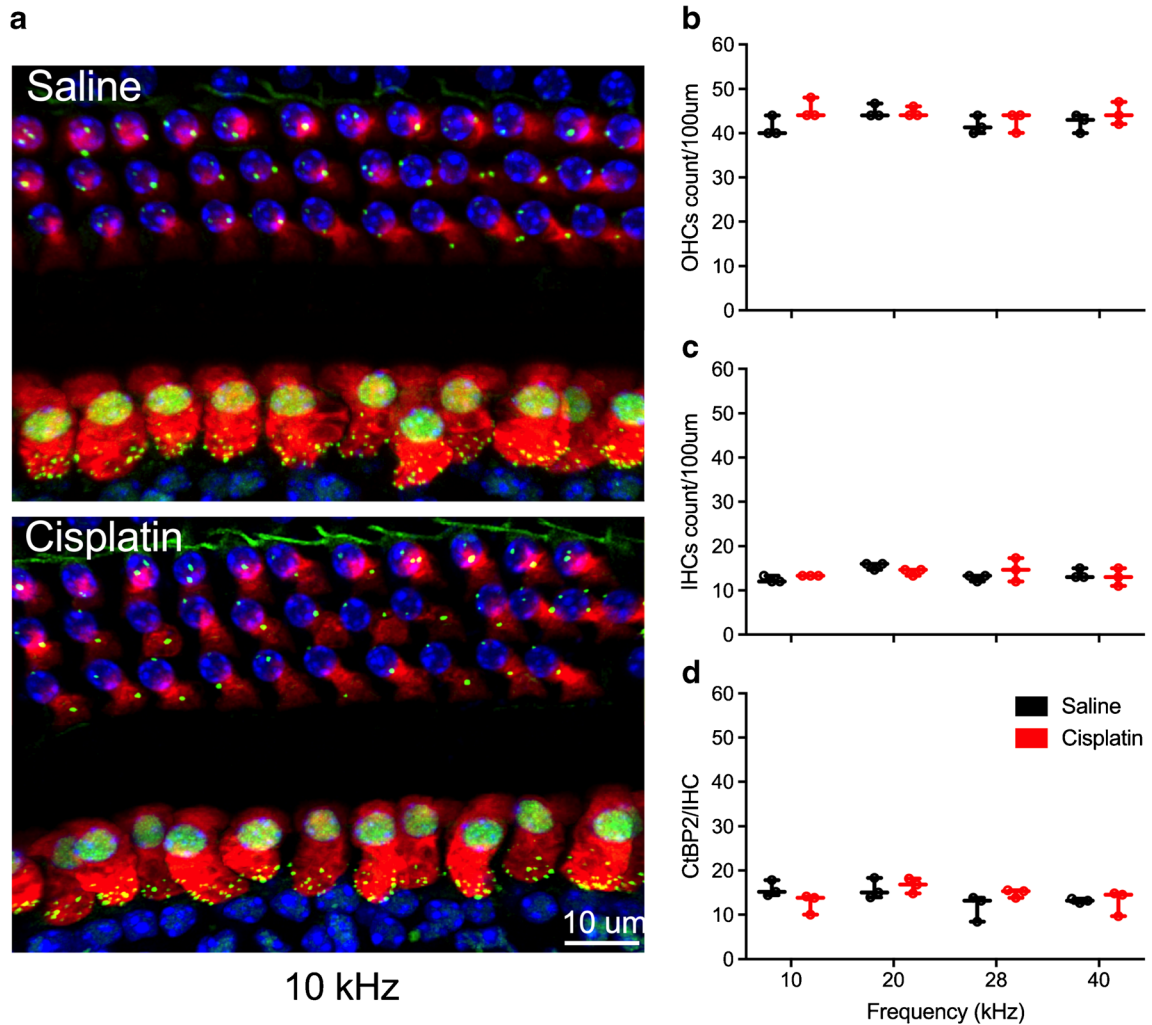 a
Saline
Cisplatin
10 um
10 kHz
b
OHCs count/100um
60
50
40
30
20
10
0
c
IHCs count/100um
60
50
40
30
20
10
0
d
CtBP2/IHC
60
50
40
30
20
10
0
Saline
Cisplatin
10 20 28 40
Frequency (kHz)